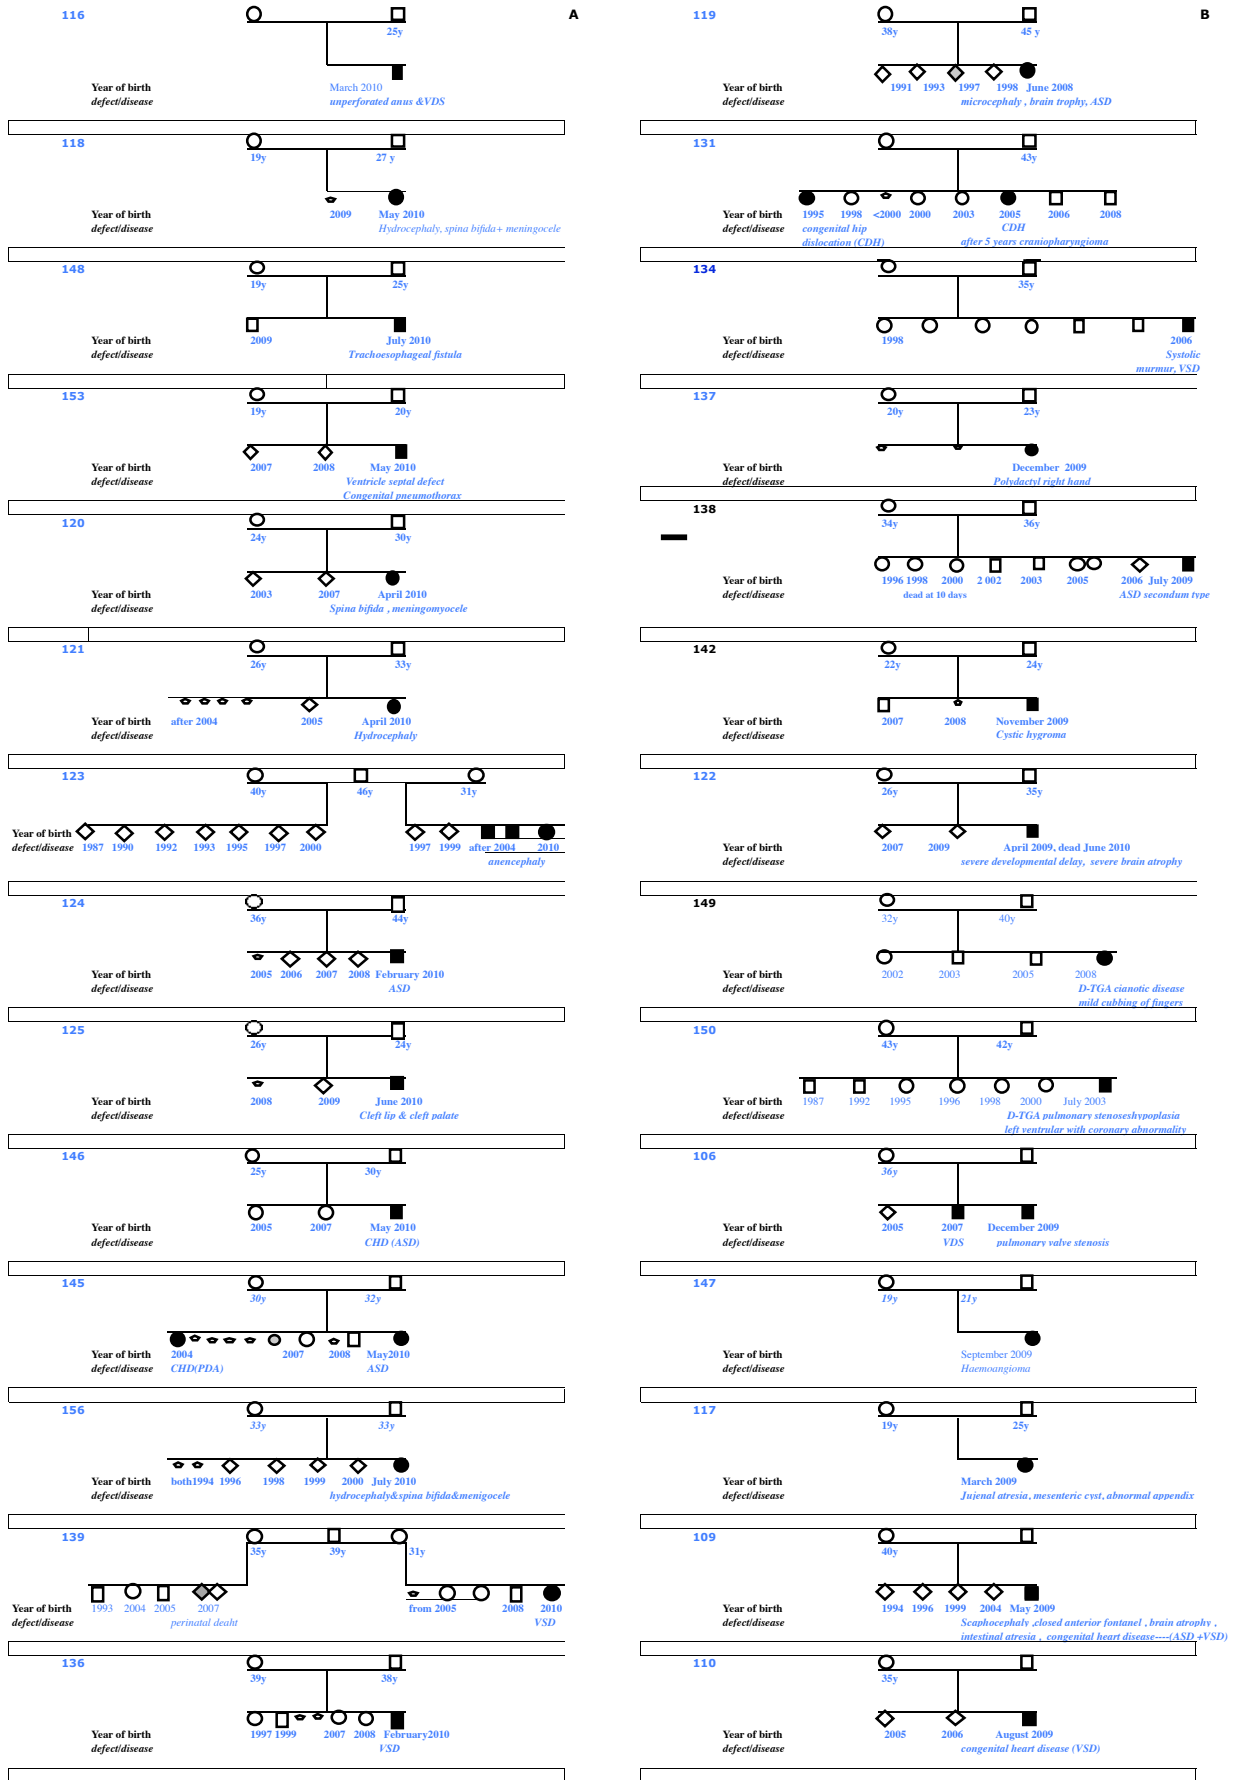 116 A
25y
March 2010
Year of birth
defect/disease unperforated anus &VDS
118
19y 27 y
2009 May 2010
Year of birth
defect/disease Hydrocephaly, spina bifida+ meningocele
148
19y 25y
Year of birth 2009 July 2010
defect/disease Trachoesophageal fistula
153
19y 20y
Year of birth 2007 2008 May 2010
defect/disease Ventricle septal defect
Congenital pneumothorax
120
24y 30y
Year of birth 2003 2007 April 2010
defect/disease Spina bifida , meningomyocele
121
26y 33y
Year of birth after 2004 2005 April 2010
defect/disease Hydrocephaly
123
40y 46y 31y
Year of birth
defect/disease 1987 1990 1992 1993 1995 1997 2000 1997 1999 after 2004 2010
anencephaly
124
36y 44y
Year of birth 2005 2006 2007 2008 February 2010
defect/disease ASD
125
26y 24y
Year of birth 2008 2009 June 2010
defect/disease Cleft lip & cleft palate
146
25y 30y
Year of birth 2005 2007 May 2010
defect/disease CHD (ASD)
145
30y 32y
Year of birth 2004 2007 2008 May2010
defect/disease CHD(PDA) ASD
156
33y 33y
Year of birth both1994 1996 1998 1999 2000 July 2010
defect/disease hydrocephaly&spina bifida&menigocele
139
35y 39y 31y
Year of birth 1993 2004 2005 2007 from 2005 2008 2010
defect/disease perinatal deaht VSD
136
39y 38y
Year of birth 1997 1999 2007 2008 February2010
defect/disease VSD
119 B
38y 45 y
Year of birth 1991 1993 1997 1998 June 2008
defect/disease microcephaly , brain trophy, ASD
131
43y
Year of birth 1995 1998 <2000 2000 2003 2005 2006 2008
defect/disease congenital hip CDH
dislocation (CDH) after 5 years craniopharyngioma
134
35y
Year of birth 1998 2006
defect/disease Systolic
murmur, VSD
137
20y 23y
Year of birth December 2009
defect/disease Polydactyl right hand
138
34y 36y
Year of birth 1996 1998 2000 2 002 2003 2005 2006 July 2009
defect/disease dead at 10 days ASD secondum type
142
22y 24y
Year of birth 2007 2008 November 2009
defect/disease Cystic hygroma
122
26y 35y
Year of birth 2007 2009 April 2009, dead June 2010
defect/disease severe developmental delay, severe brain atrophy
149
32y 40y
Year of birth 2002 2003 2005 2008
defect/disease D-TGA cianotic disease
mild cubbing of fingers
150
43y 42y
Year of birth 1987 1992 1995 1996 1998 2000 July 2003
defect/disease D-TGA pulmonary stenoseshypoplasia
left ventrular with coronary abnormality
106
36y
Year of birth 2005 2007 December 2009
defect/disease VDS pulmonary valve stenosis
147
19y 21y
Year of birth September 2009
defect/disease Haemoangioma
117
19y 25y
Year of birth March 2009
defect/disease Jujenal atresia, mesenteric cyst, abnormal appendix
109
40y
Year of birth 1994 1996 1999 2004 May 2009
defect/disease Scaphocephaly ,closed anterior fontanel , brain atrophy ,
intestinal atresia , congenital heart disease----(ASD +VSD)
110
35y
Year of birth 2005 2006 August 2009
defect/disease congenital heart disease (VSD)